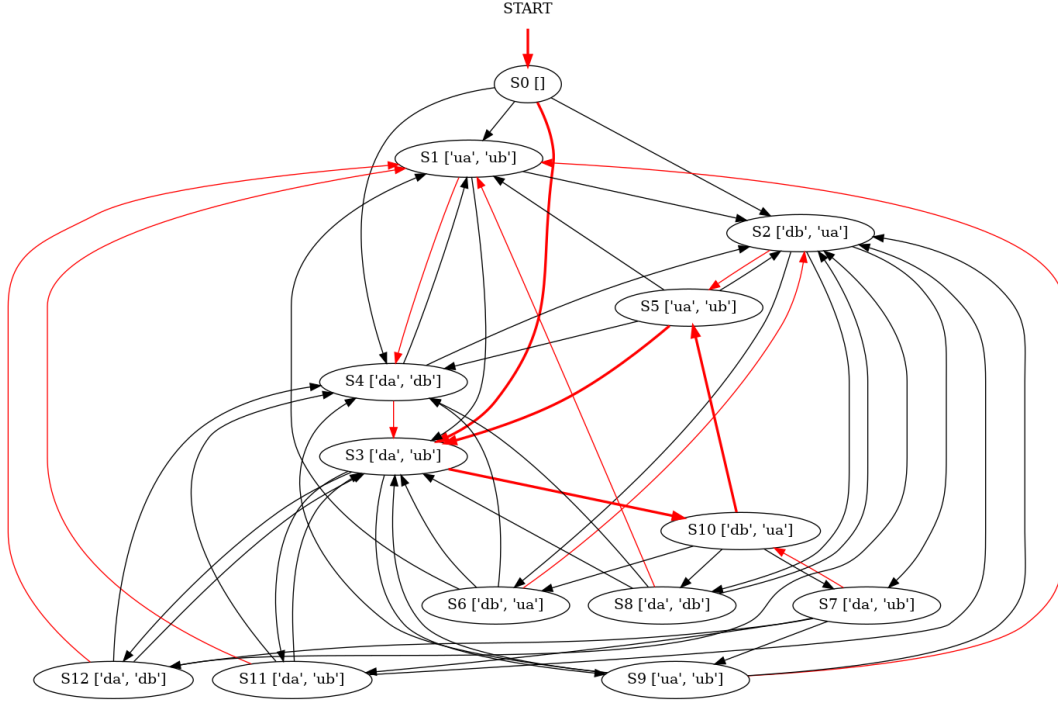 START
S0 []
S1 ['ua', 'ub']
S2 ['db', 'ua']
S5 ['ua', 'ub']
S4 ['da', 'db']
S3 ['da', 'ub']
S10 ['db', 'ua']
S6 ['db', 'ua']
S8 ['da', 'db']
S7 ['da', 'ub']
S12 ['da', 'db']
S11 ['da', 'ub']
S9 ['ua', 'ub']